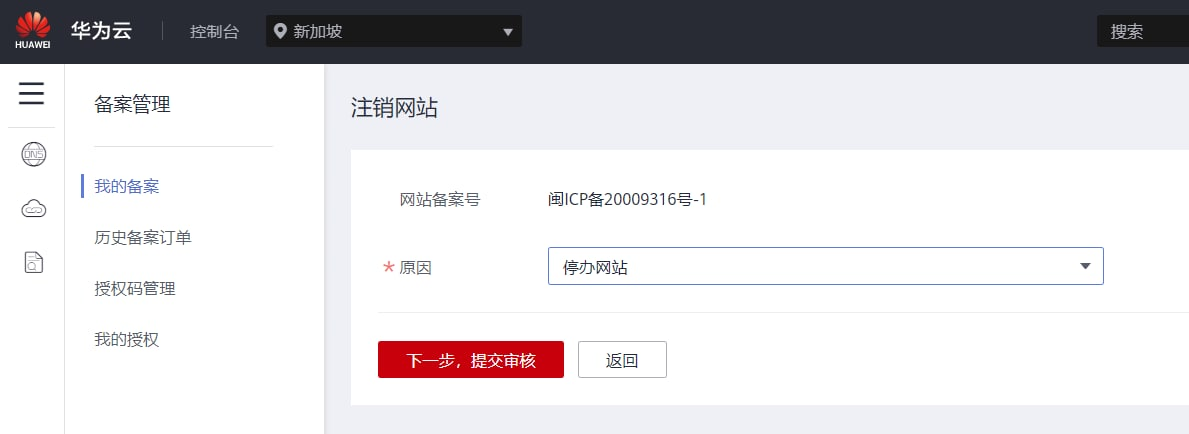 HUAWEI
华为云
控制台
新加坡
搜索
备案管理
DNS
我的备案
历史备案订单
授权码管理
我的授权
注销网站
网站备案号
闽ICP备20009316号-1
* 原因
停办网站
下一步，提交审核
返回